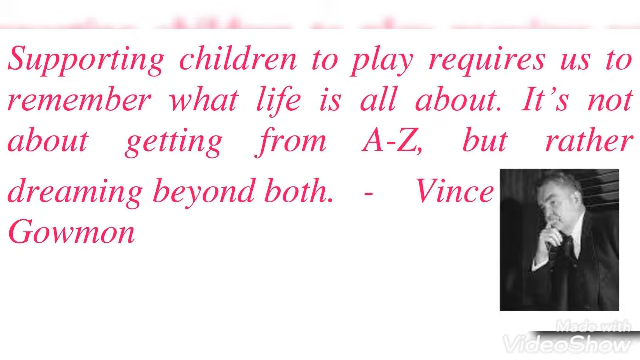 Supporting children to play requires us to
remember what life is all about. It’s not
about getting from A-Z, but rather
dreaming beyond both. - Vince
Gowmon
Made with
VideoShow